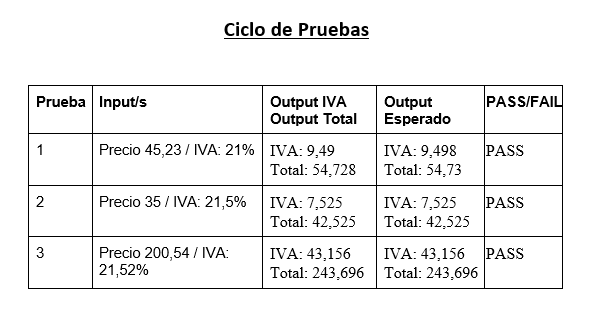 Ciclo de Pruebas
Prueba Input/s Output IVA Output PASS/FAIL
Output Total Esperado
1 Precio 45,23 / IVA: 21% IVA: 9,49 IVA: 9,498 PASS
Total: 54,728 Total: 54,73
2 Precio 35 / IVA: 21,5% IVA: 7,525 IVA: 7,525 PASS
Total: 42,525 Total: 42,525
3 Precio 200,54 / IVA: IVA: 43,156 IVA: 43,156 PASS
21,52% Total: 243,696 Total: 243,696